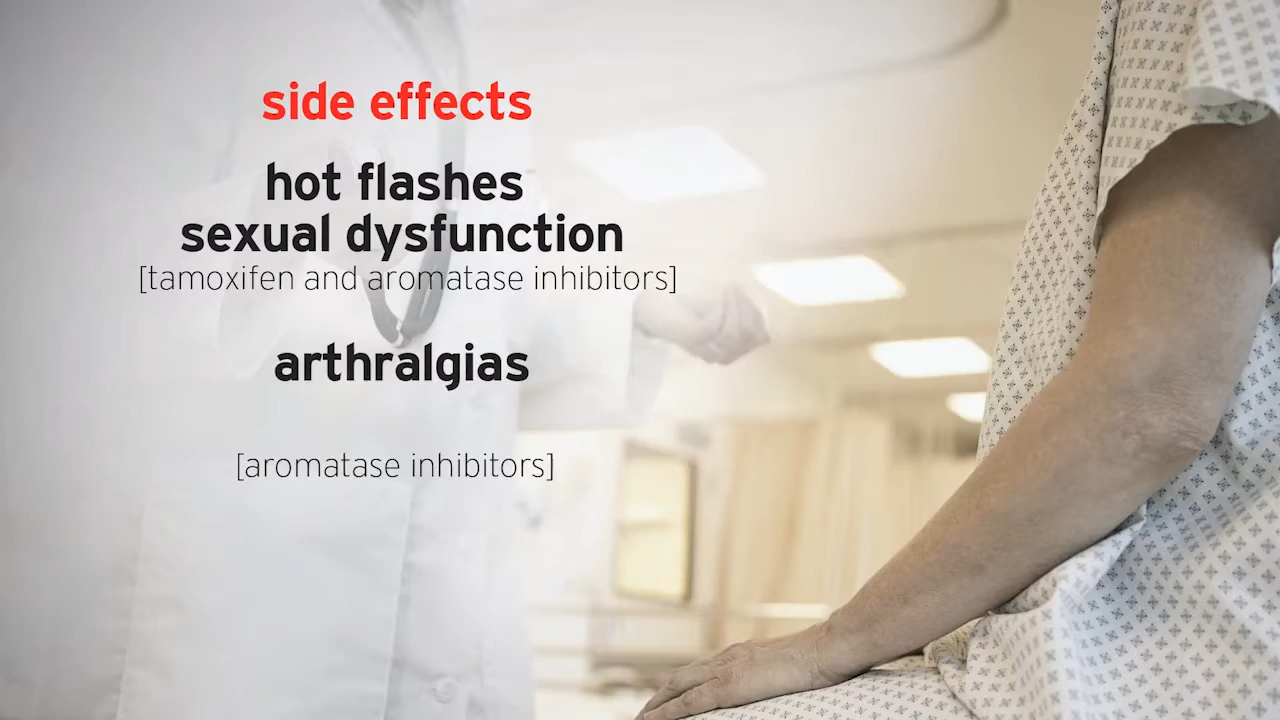 side effects
hot flashes
sexual dysfunction
[tamoxifen and aromatase inhibitors]
arthralgias
[aromatase inhibitors]